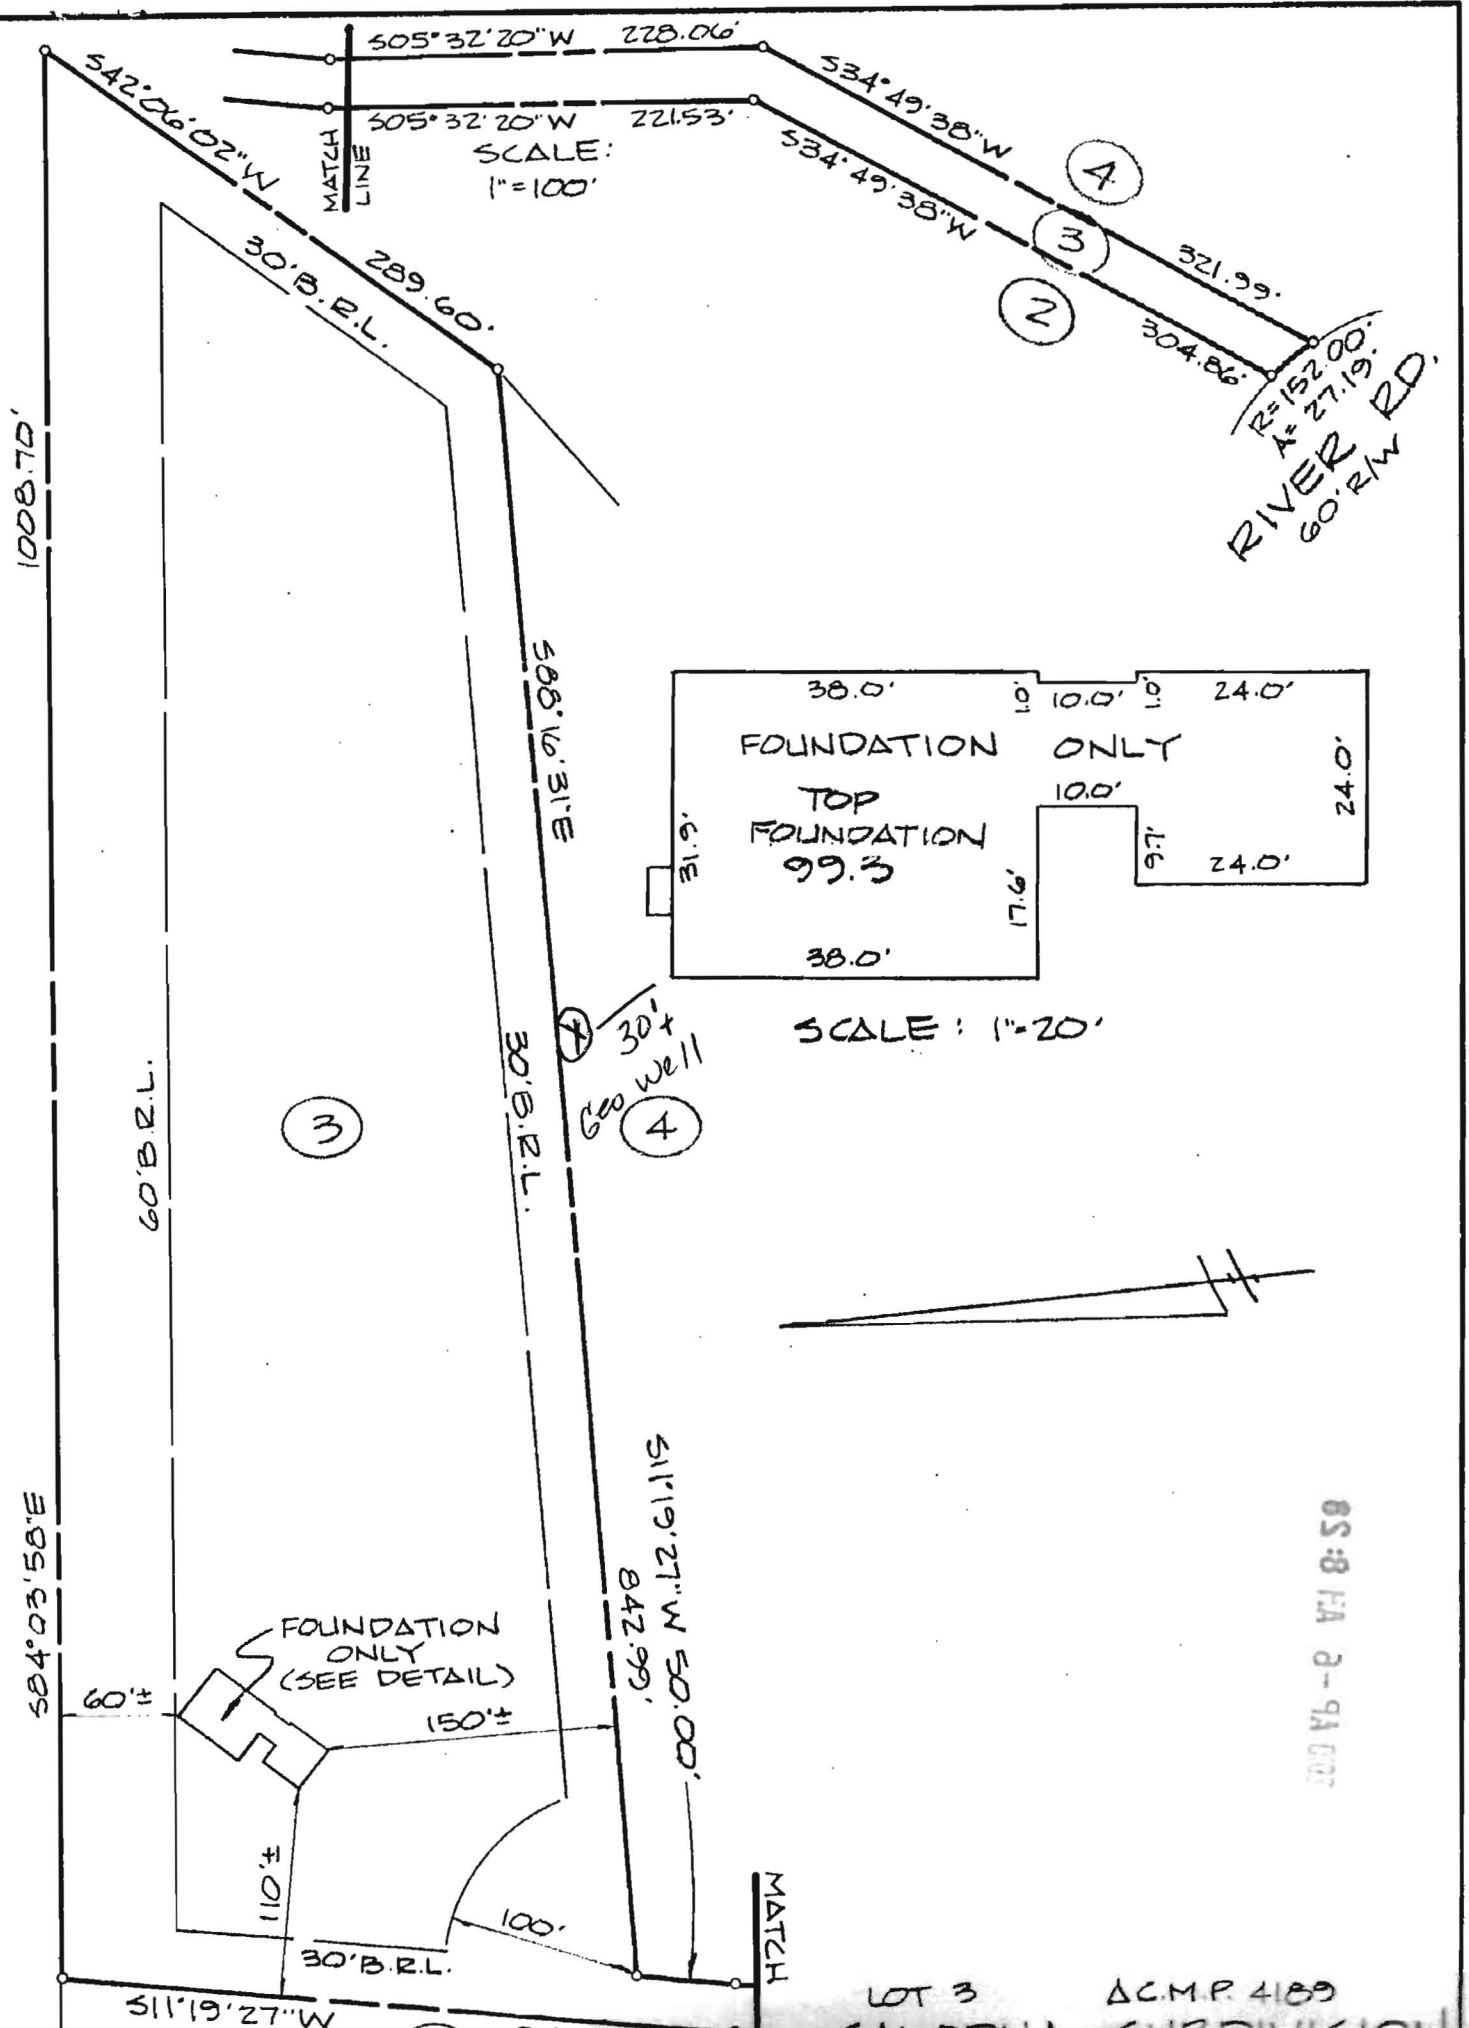 S05°32'20"W 228.06'
S42°06'02"W
S34°49'38"W
S05°32'20"W 221.53'
MATCH
LINE
SCALE:
1"=100'
S34°49'38"W
4
3
2
321.99'
304.86'
30'B.R.L.
289.60'
R=152.00'
A=27.19'
RIVER RD.
60' R/W
1008.70'
S88°16'31"E
38.0'
1.0'
10.0'
1.0'
24.0'
FOUNDATION ONLY
TOP
FOUNDATION
99.3
10.0'
24.0'
31.9'
9.7'
24.0'
17.6'
38.0'
SCALE: 1"=20'
30'±
Geo Well
30'B.R.L.
60'B.R.L.
3
4
S11°19'27"W 50.00'
842.99'
S84°03'58"E
FOUNDATION
ONLY
(SEE DETAIL)
60'±
150'±
110'±
100'
MATCH
30'B.R.L.
S11°19'27"W
LOT 3 A.C.M.P. 4189
SUBDIVISION